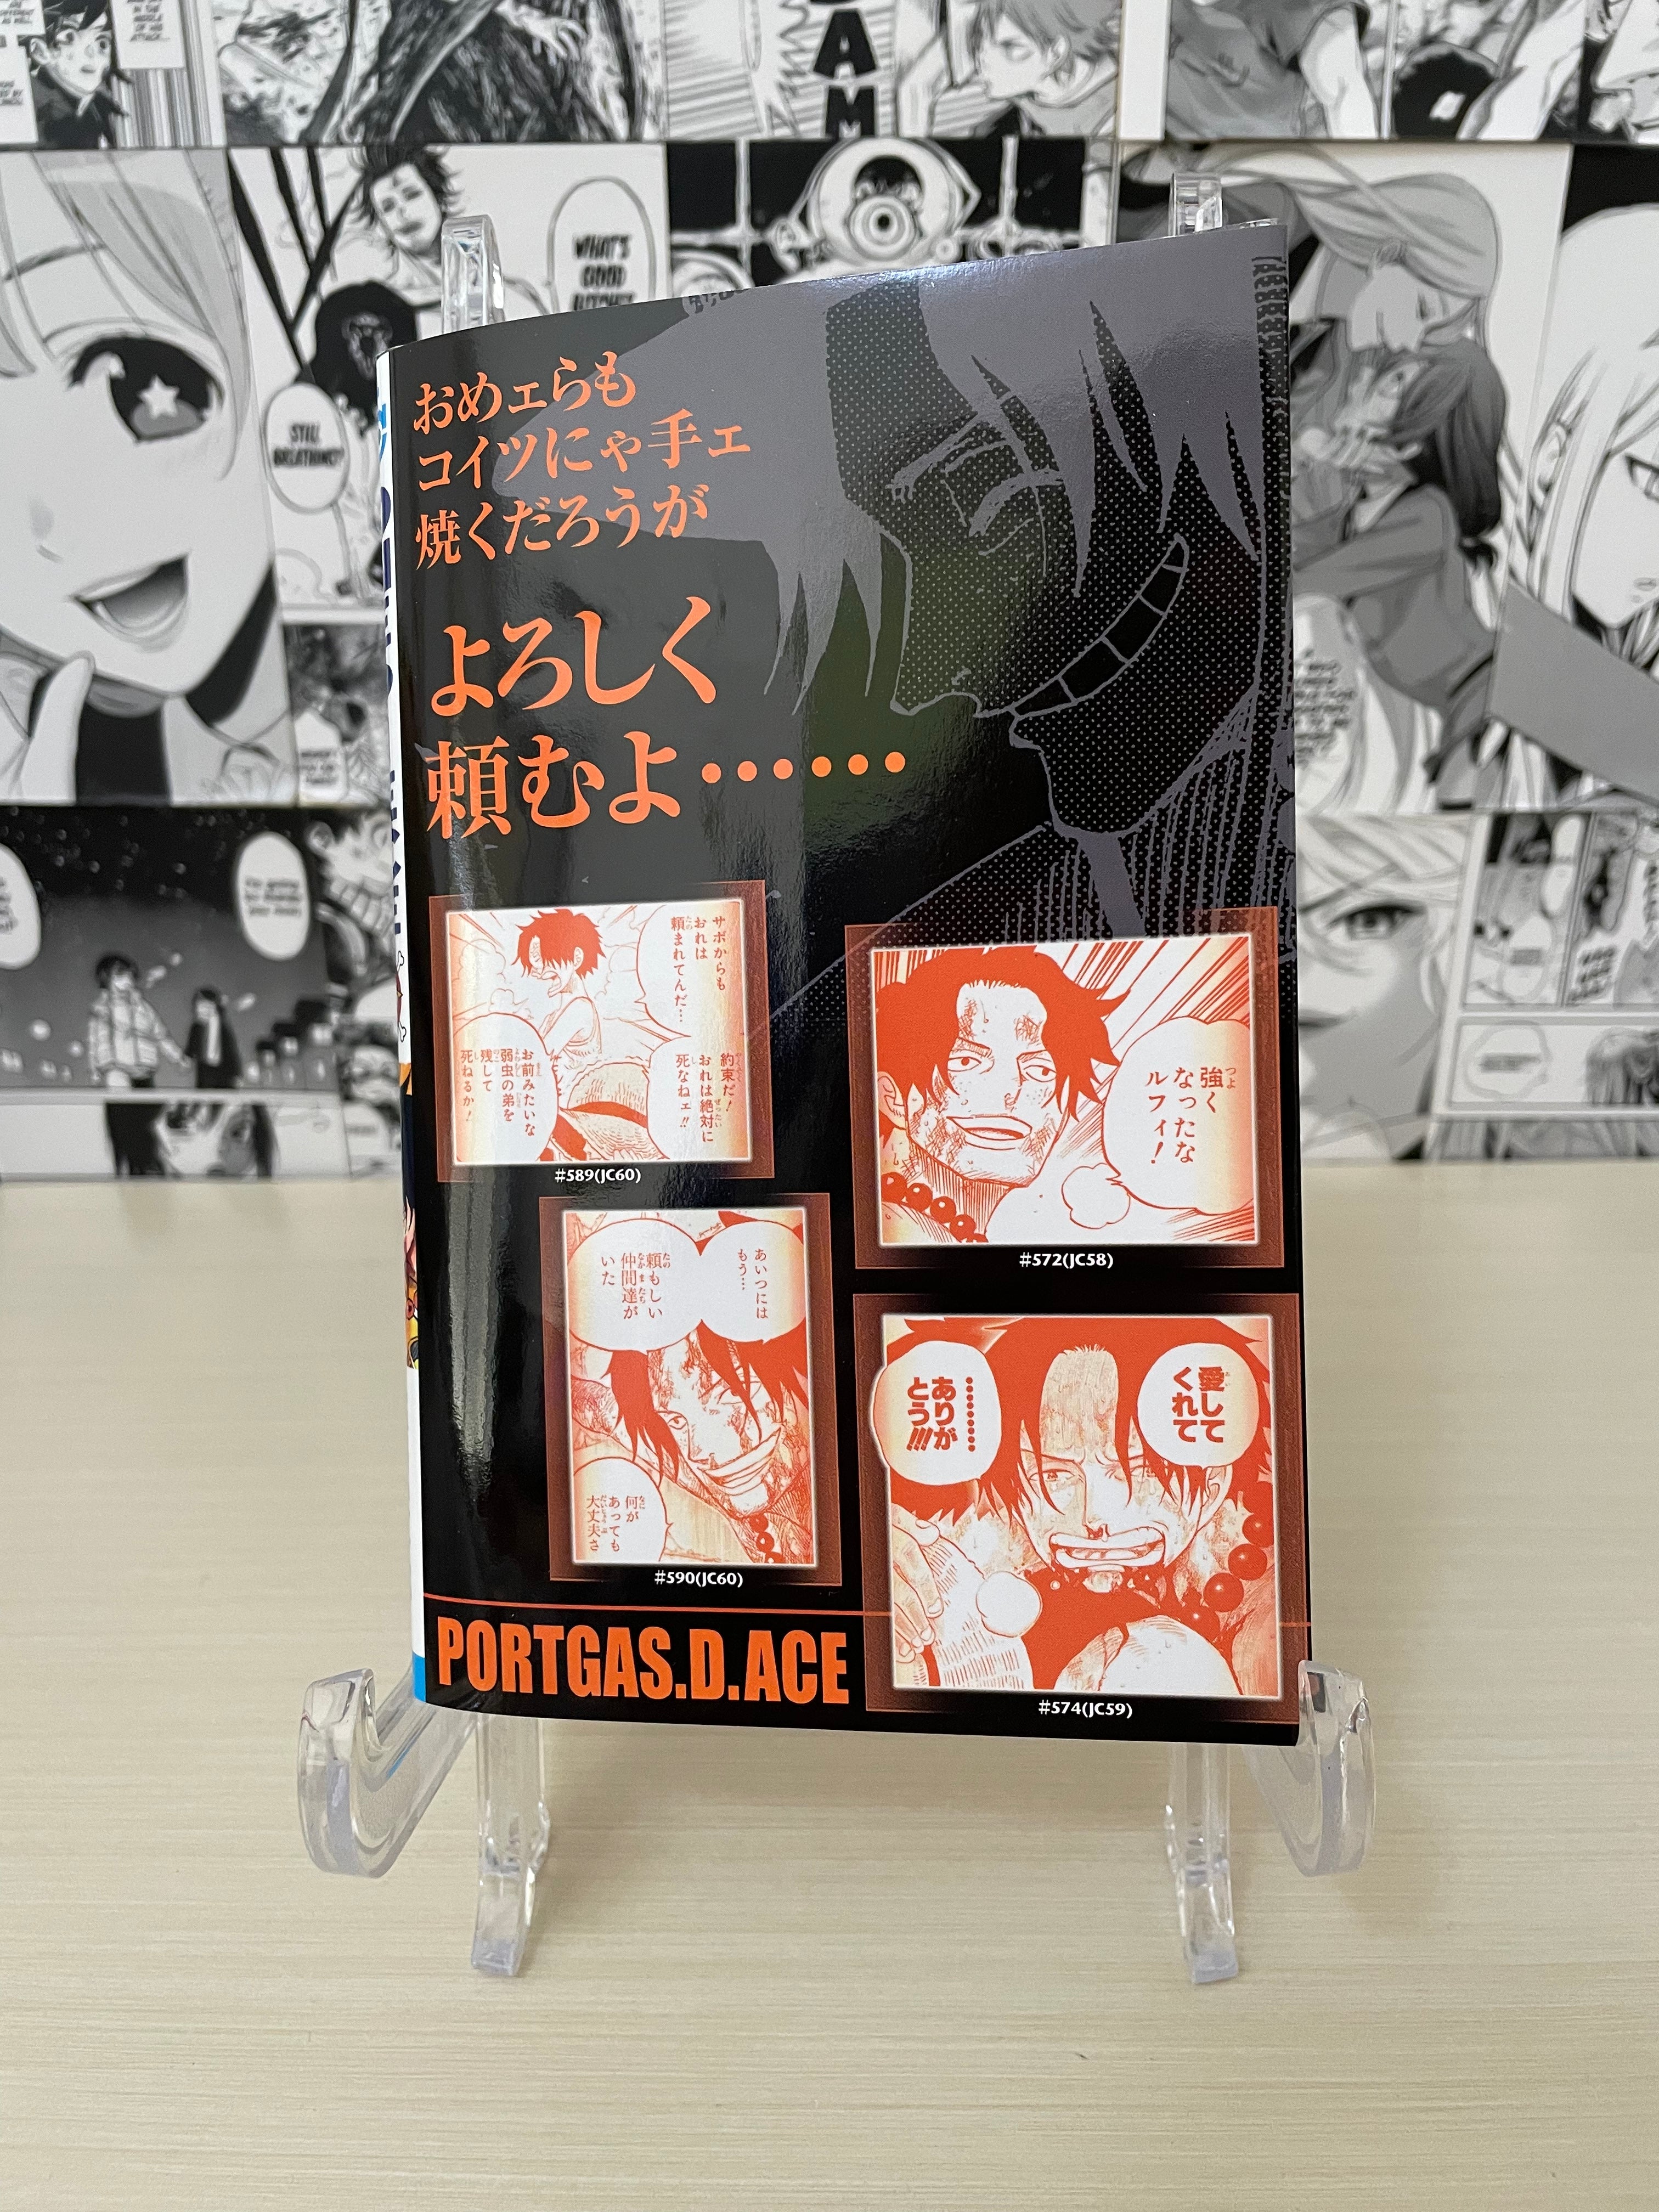 WHAT'S
GOOD
STILL
BREATHING?
AM
おめェらも
コイツにゃ手ェ
焼くだろうが
よろしく
頼むよ……
サボからも
おれは
頼まれてんだ…
約束だ!
おれは絶対に
死なねェ!!
お前みたいな
弱虫の弟を
残して
死ねるか!
#589(JC60)
強く
なったな
ルフィ!
#572(JC58)
あいつには
もう…
頼もしい
仲間達が
いた
何が
あっても
大丈夫さ
#590(JC60)
愛して
くれて
………
ありが
とう!!!
#574(JC59)
PORTGAS.D.ACE